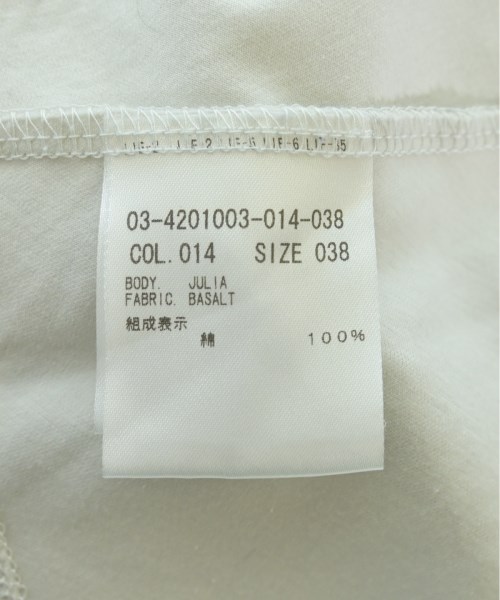 03-4201003-014-038
COL.014 SIZE 038
BODY. JULIA
FABRIC. BASALT
組成表示
綿 100%